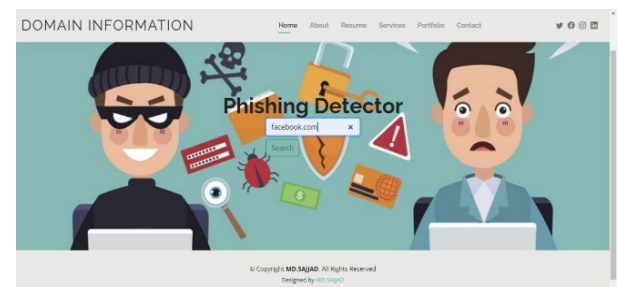 DOMAIN INFORMATION
Home About Resume Services Portfolio Contact
Phishing Detector
facebook.com
Search
© Copyright MD.SAJJAD. All Rights Reserved
Designed by MD.SAJJAD